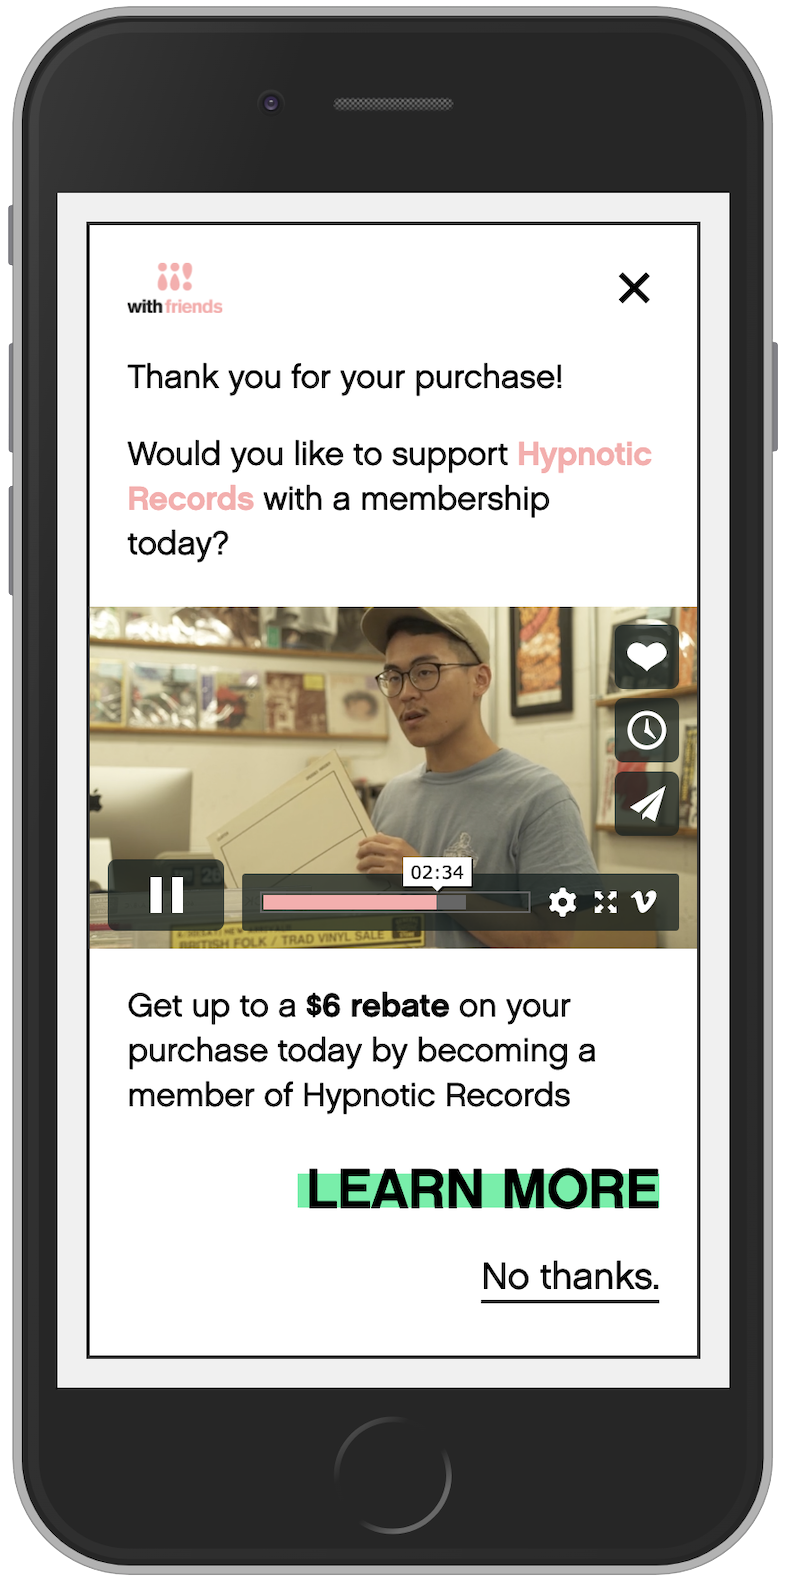 withfriends
Thank you for your purchase!
Would you like to support Hypnotic
Records with a membership
today?
02:34
BRITISH FOLK / TRAD VINYL SALE
Get up to a $6 rebate on your
purchase today by becoming a
member of Hypnotic Records
LEARN MORE
No thanks.